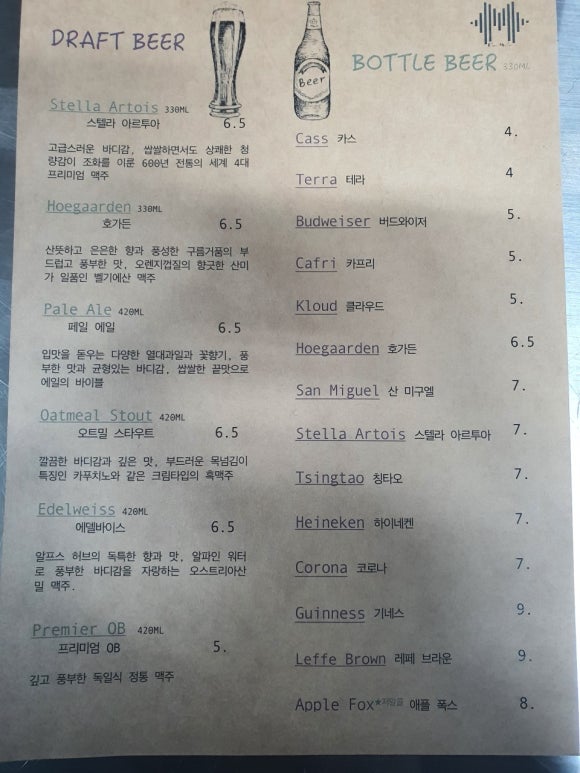 DRAFT BEER
Stella Artois 330ML
스텔라 아르투아 6.5
고급스러운 바디감, 쌉쌀하면서도 상쾌한 청
량감이 조화를 이룬 600년 전통의 세계 4대
프리미엄 맥주
Hoegaarden 330ML
호가든 6.5
산뜻하고 은은한 향과 풍성한 구름거품의 부
드럽고 풍부한 맛, 오렌지껍질의 향긋한 산미
가 일품인 벨기에산 맥주
Pale Ale 420ML
페일 에일 6.5
입맛을 돋우는 다양한 열대과일과 꽃향기, 풍
부한 맛과 균형있는 바디감, 쌉쌀한 끝맛으로
에일의 바이블
Oatmeal Stout 420ML
오트밀 스타우트 6.5
깔끔한 바디감과 깊은 맛, 부드러운 목넘김이
특징인 카푸치노와 같은 크림타입의 흑맥주
Edelweiss 420ML
에델바이스 6.5
알프스 허브의 독특한 향과 맛, 알파인 워터
로 풍부한 바디감을 자랑하는 오스트리아산
밀 맥주.
Premier OB 420ML
프리미엄 OB 5.
깊고 풍부한 독일식 정통 맥주
Beer
BOTTLE BEER 330ML
Cass 카스 4.
Terra 테라 4
Budweiser 버드와이저 5.
Cafri 카프리 5.
Kloud 클라우드 5.
Hoegaarden 호가든 6.5
San Miguel 산 미구엘 7.
Stella Artois 스텔라 아르투아 7.
Tsingtao 칭타오 7.
Heineken 하이네켄 7.
Corona 코로나 7.
Guinness 기네스 9.
Leffe Brown 레페 브라운 9.
Apple Fox 애플 폭스 8.